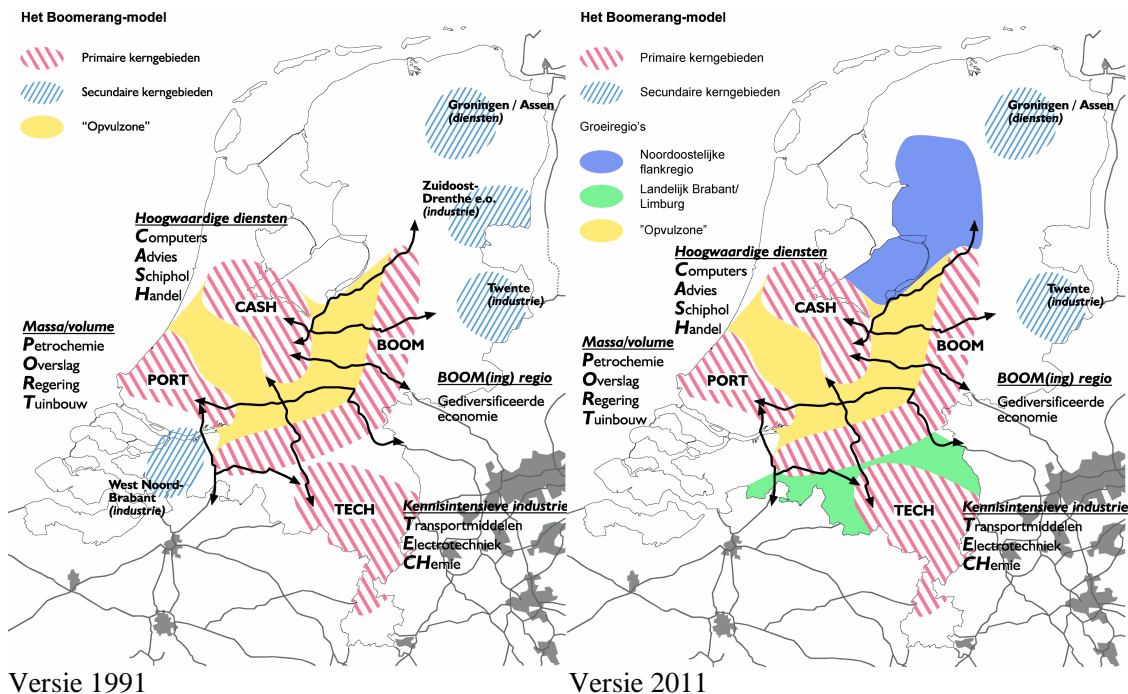 Het Boomerang-model
Primaire kerngebieden
Secundaire kerngebieden
"Opvulzone"
Groningen / Assen
(diensten)
Zuidoost-
Drenthe e.o.
(industrie)
Hoogwaardige diensten
Computers
Advies
Schiphol
Handel
Twente
(industrie)
CASH
Massa/volume
Petrochemie
Overslag
Regering
Tuinbouw
BOOM
PORT
BOOM(ing) regio
Gediversificeerde
economie
West Noord-
Brabant
(industrie)
TECH
Kennisintensieve industrie
Transportmiddelen
Electrotechniek
CHemie
Versie 1991
Het Boomerang-model
Primaire kerngebieden
Secundaire kerngebieden
Groeiregio's
Noordoostelijke
flankregio
Landelijk Brabant/
Limburg
"Opvulzone"
Groningen / Assen
(diensten)
Hoogwaardige diensten
Computers
Advies
Schiphol
Handel
Twente
(industrie)
CASH
Massa/volume
Petrochemie
Overslag
Regering
Tuinbouw
BOOM
PORT
BOOM(ing) regio
Gediversificeerde
economie
TECH
Kennisintensieve industrie
Transportmiddelen
Electrotechniek
CHemie
Versie 2011